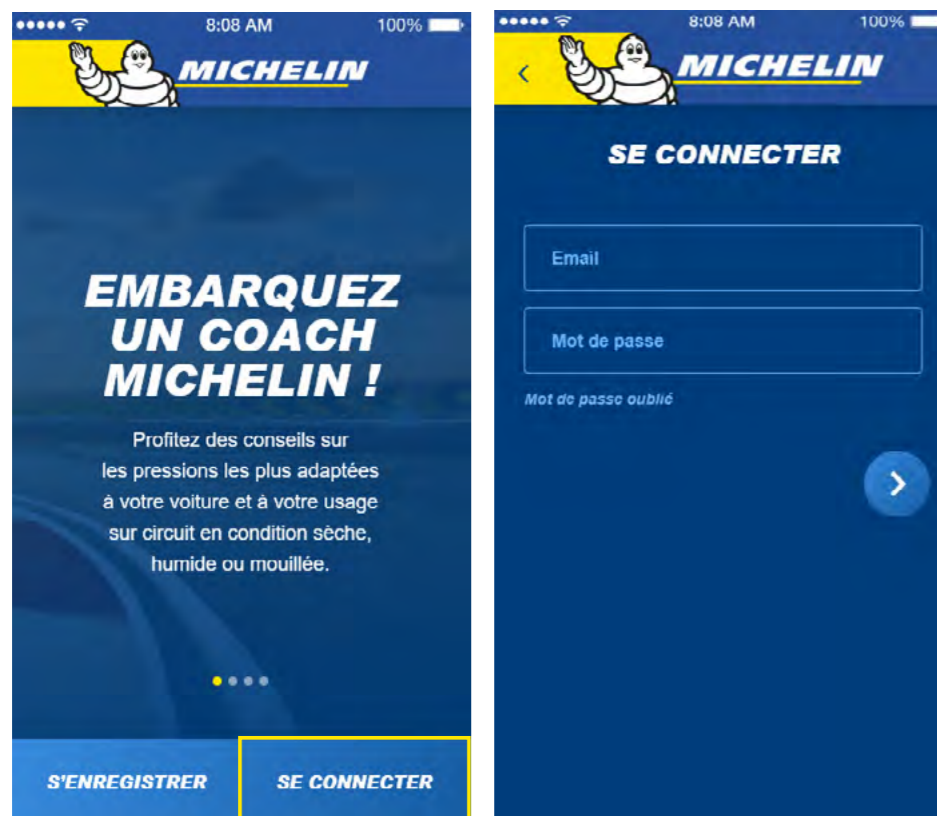 8:08 AM
100%
MICHELIN
EMBARQUEZ
UN COACH
MICHELIN !
Profitez des conseils sur
les pressions les plus adaptées
à votre voiture et à votre usage
sur circuit en condition sèche,
humide ou mouillée.
S'ENREGISTRER
SE CONNECTER
8:08 AM
100%
MICHELIN
SE CONNECTER
Email
Mot de passe
Mot de passe oublié